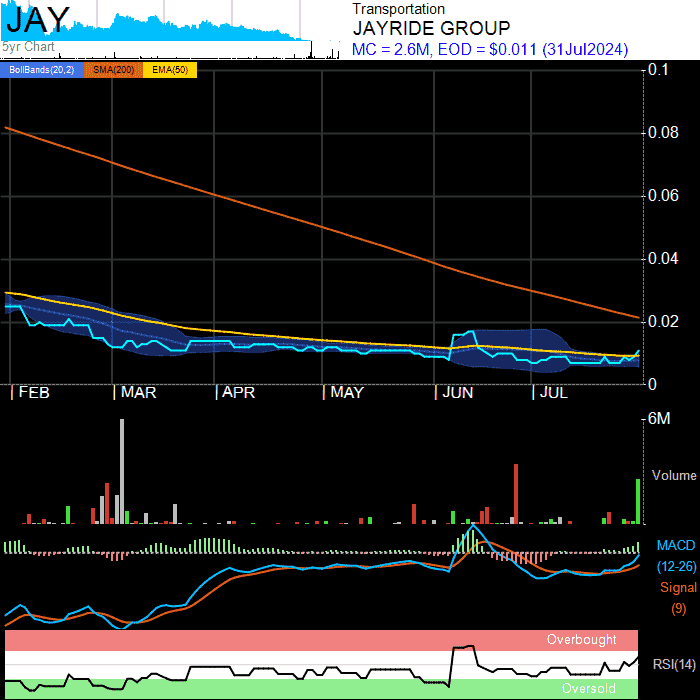 JAY
5yr Chart
Transportation
JAYRIDE GROUP
MC = 2.6M, EOD = $0.011 (31Jul2024)
BollBands(20,2) SMA(200) EMA(50)
0.1
0.08
0.06
0.04
0.02
0
FEB MAR APR MAY JUN JUL
6M
Volume
MACD
(12-26)
Signal
(9)
Overbought
RSI(14)
Oversold